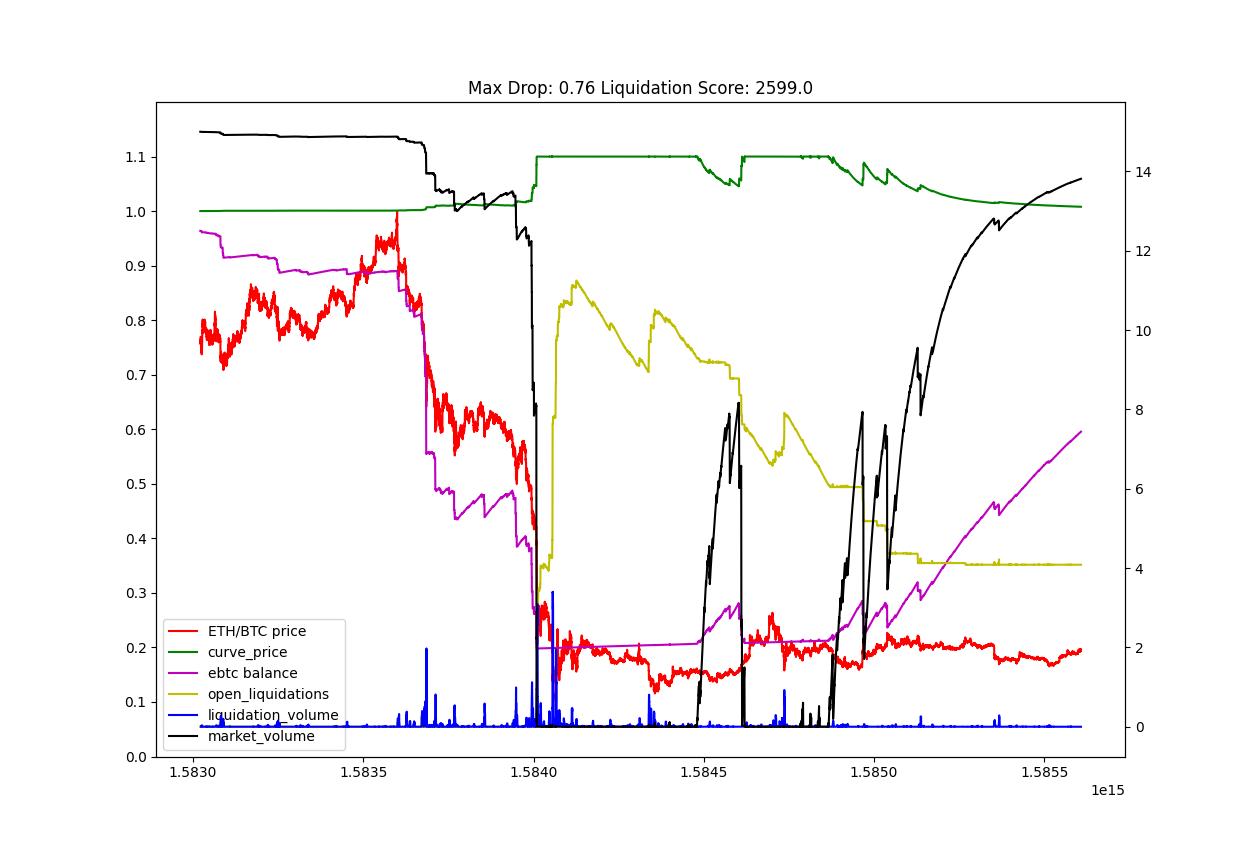 Max Drop: 0.76 Liquidation Score: 2599.0
1.1
1.0
0.9
0.8
0.7
0.6
0.5
0.4
0.3
0.2
0.1
0.0
14
12
10
8
6
4
2
0
ETH/BTC price
curve_price
ebtc balance
open_liquidations
liquidation_volume
market_volume
1.5830 1.5835 1.5840 1.5845 1.5850 1.5855
1e15